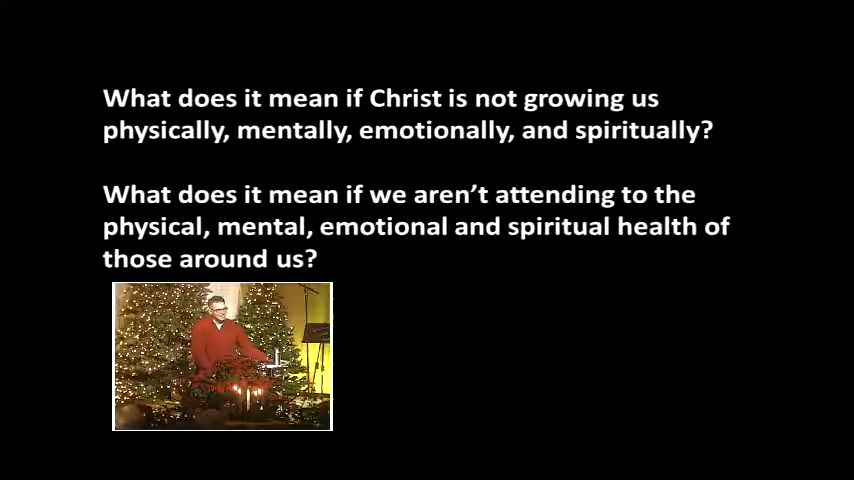 What does it mean if Christ is not growing us
physically, mentally, emotionally, and spiritually?
What does it mean if we aren't attending to the
physical, mental, emotional and spiritual health of
those around us?